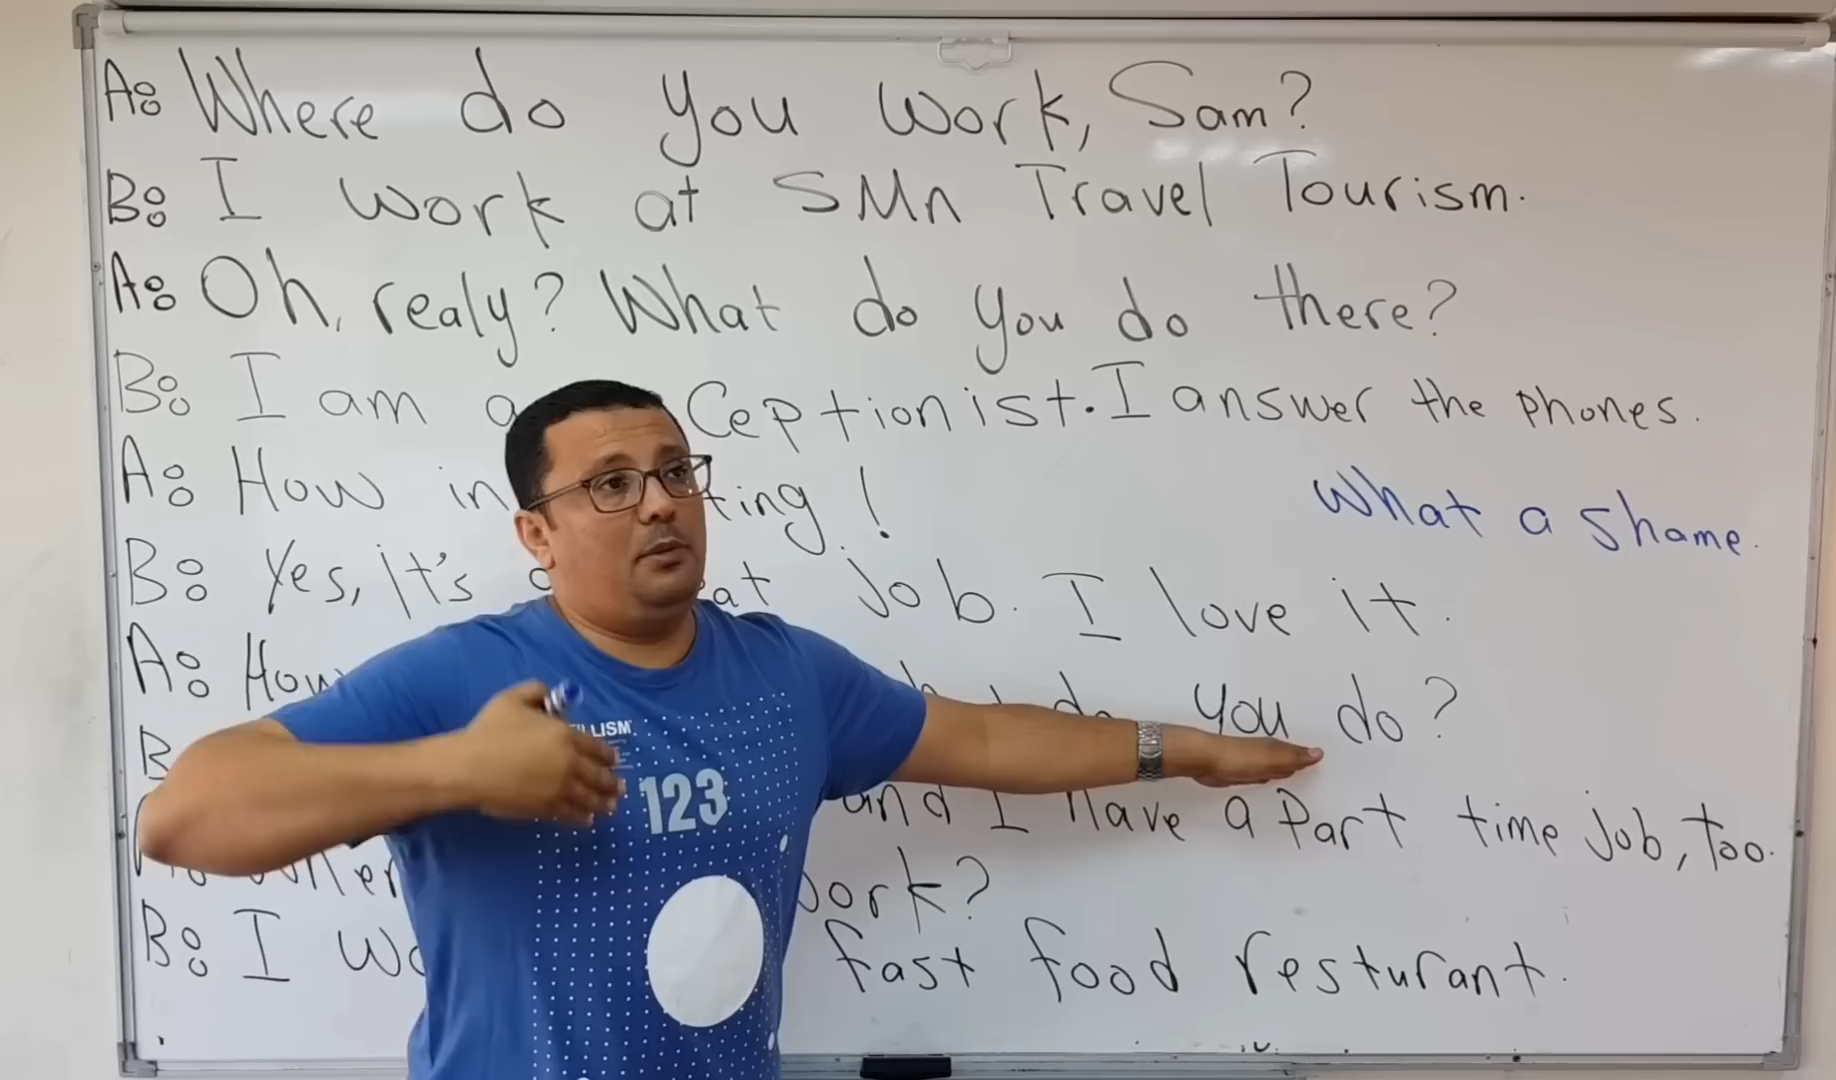 A: Where do you work, Sam?
B: I work at SMn Travel Tourism.
A: Oh, realy? What do you do there?
B: I am a ceptionist. I answer the phones.
A: How in ting!
What a shame.
B: Yes, it's at job. I love it.
A: How do you do?
B
and I have a part time job, too.
ork?
B: I wo fast food resturant.
LLISM
123